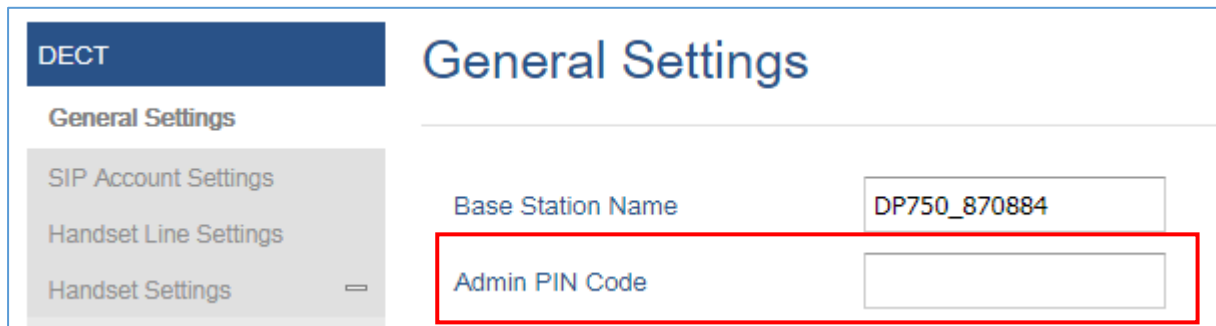 DECT
General Settings
SIP Account Settings
Handset Line Settings
Handset Settings
General Settings
Base Station Name
DP750_870884
Admin PIN Code